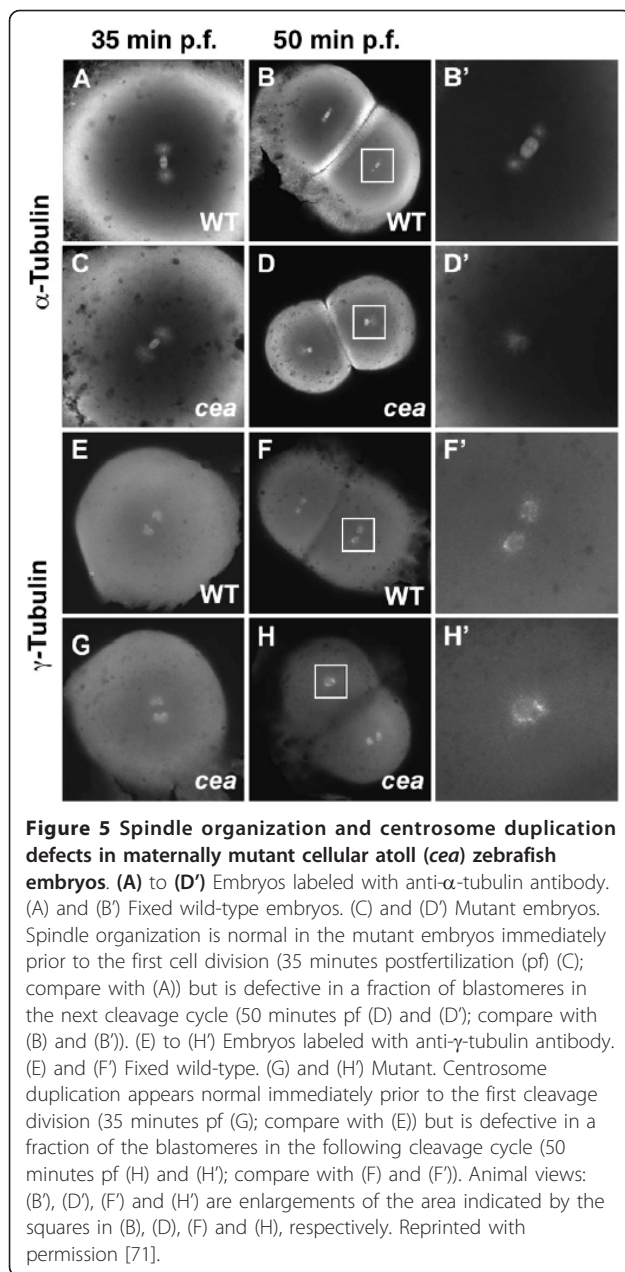 35 min p.f. 50 min p.f.
A B B'
WT WT
α-Tubulin
C D D'
cea cea
E F F'
WT WT
γ-Tubulin
G H H'
cea cea
Figure 5 Spindle organization and centrosome duplication
defects in maternally mutant cellular atoll (cea) zebrafish
embryos. (A) to (D') Embryos labeled with anti-α-tubulin antibody.
(A) and (B') Fixed wild-type embryos. (C) and (D') Mutant embryos.
Spindle organization is normal in the mutant embryos immediately
prior to the first cell division (35 minutes postfertilization (pf) (C);
compare with (A)) but is defective in a fraction of blastomeres in
the next cleavage cycle (50 minutes pf (D) and (D'); compare with
(B) and (B')). (E) to (H') Embryos labeled with anti-γ-tubulin antibody.
(E) and (F') Fixed wild-type. (G) and (H') Mutant. Centrosome
duplication appears normal immediately prior to the first cleavage
division (35 minutes pf (G); compare with (E)) but is defective in a
fraction of the blastomeres in the following cleavage cycle (50
minutes pf (H) and (H'); compare with (F) and (F')). Animal views:
(B'), (D'), (F') and (H') are enlargements of the area indicated by the
squares in (B), (D), (F) and (H), respectively. Reprinted with
permission [71].